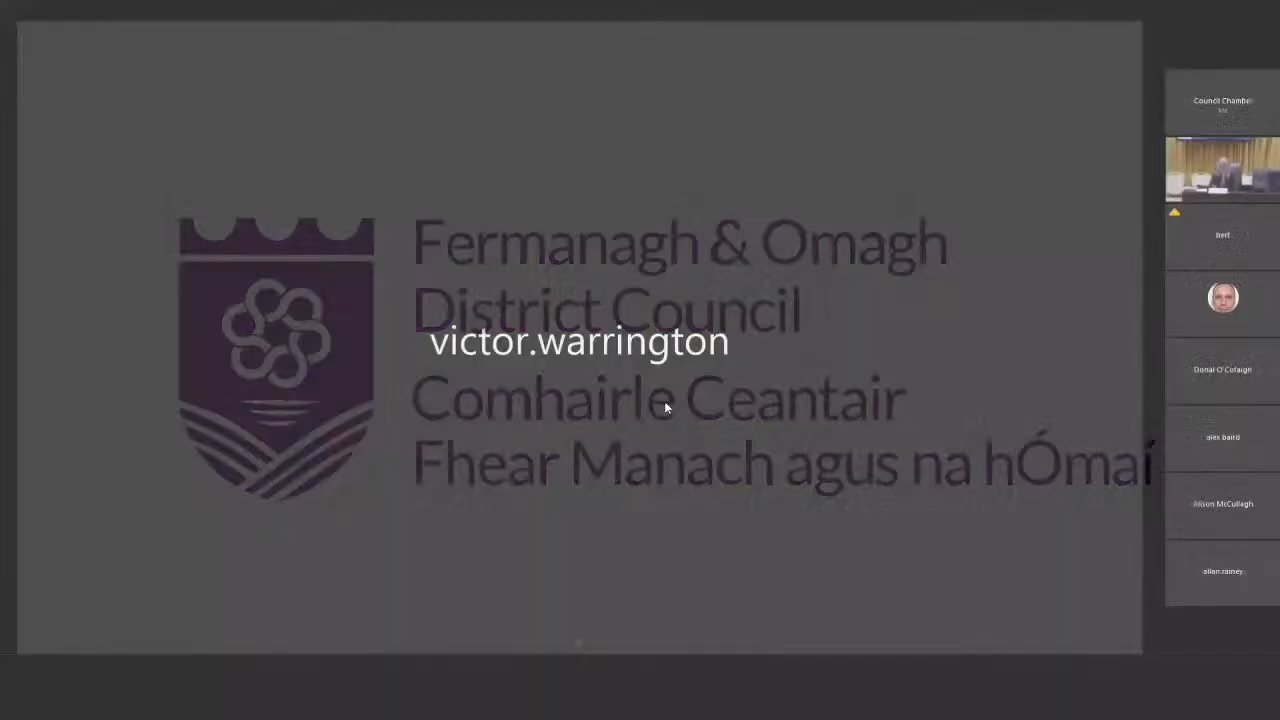 Fermanagh & Omagh
District Council
victor.warrington
Comhairle Ceantair
Fhear Manach agus na hÓmaí
Council Chamber
Me
bert
Donal O'Cofaigh
alex baird
Alison McCullagh
allan.rainey